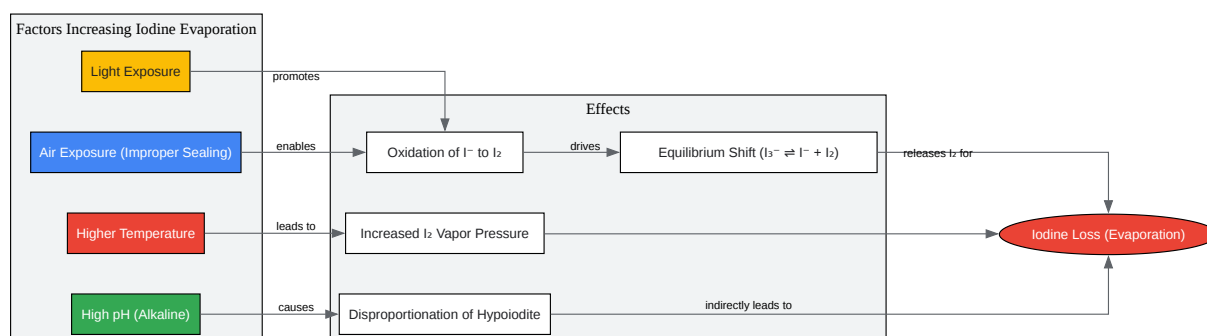 Factors Increasing Iodine Evaporation
Light Exposure
promotes
Effects
Air Exposure (Improper Sealing)
enables
Oxidation of I⁻ to I₂
drives
Equilibrium Shift (I₃⁻ ⇌ I⁻ + I₂)
releases I₂ for
Higher Temperature
leads to
Increased I₂ Vapor Pressure
Iodine Loss (Evaporation)
High pH (Alkaline)
causes
Disproportionation of Hypoiodite
indirectly leads to